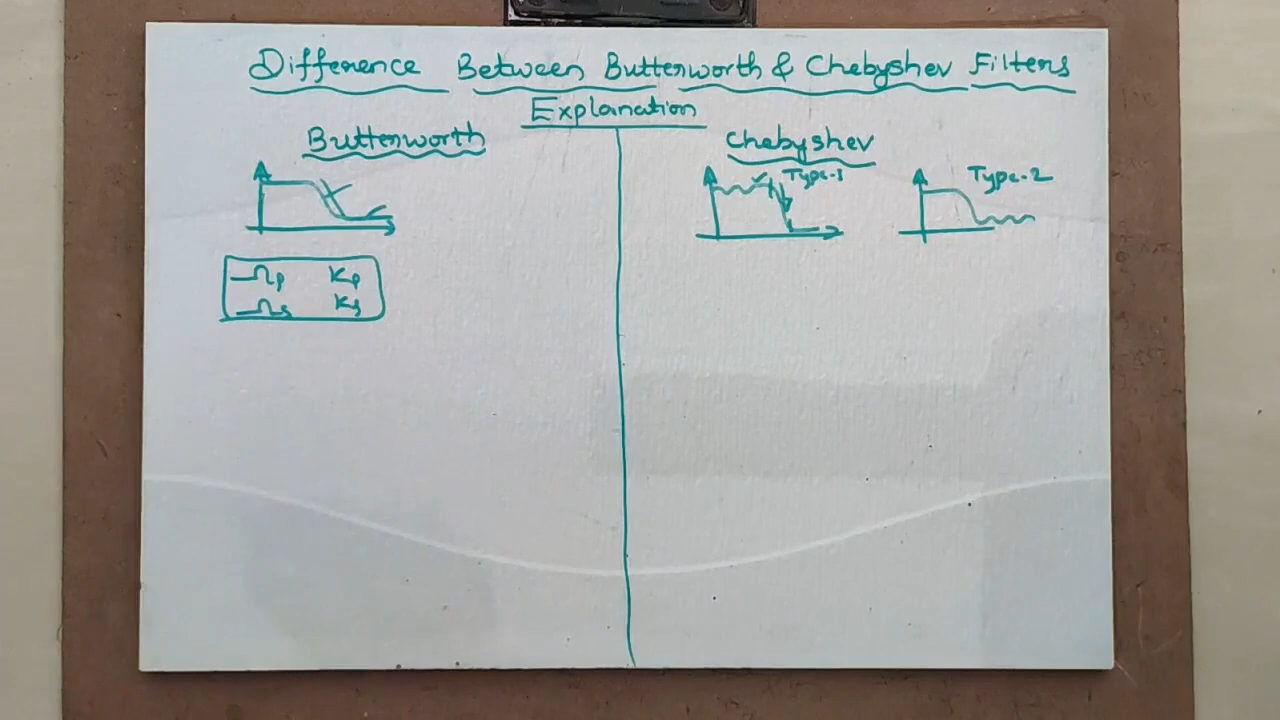 Difference Between Butterworth & Chebyshev Filters
Explanation
Butterworth
Chebyshev
Type-1
Type-2
Ωp Kp
Ωs Ks